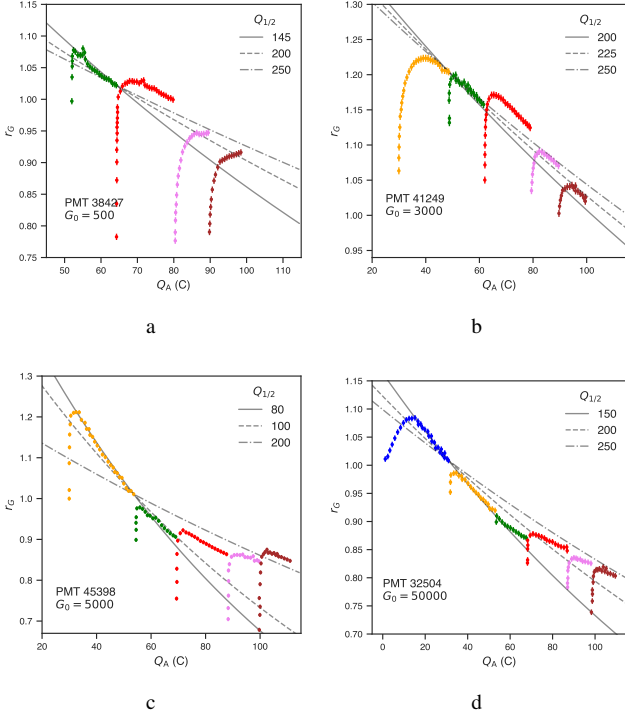 1.15
1.10
1.05
1.00
0.95
0.90
0.85
0.80
0.75
r_G
Q_{1/2}
145
200
250
PMT 38427
G_0 = 500
50 60 70 80 90 100 110
Q_A (C)
a
1.30
1.25
1.20
1.15
1.10
1.05
1.00
0.95
r_G
Q_{1/2}
200
225
250
PMT 41249
G_0 = 3000
20 40 60 80 100
Q_A (C)
b
1.3
1.2
1.1
1.0
0.9
0.8
0.7
r_G
Q_{1/2}
80
100
200
PMT 45398
G_0 = 5000
20 40 60 80 100
Q_A (C)
c
1.15
1.10
1.05
1.00
0.95
0.90
0.85
0.80
0.75
0.70
r_G
Q_{1/2}
150
200
250
PMT 32504
G_0 = 50000
0 20 40 60 80 100
Q_A (C)
d